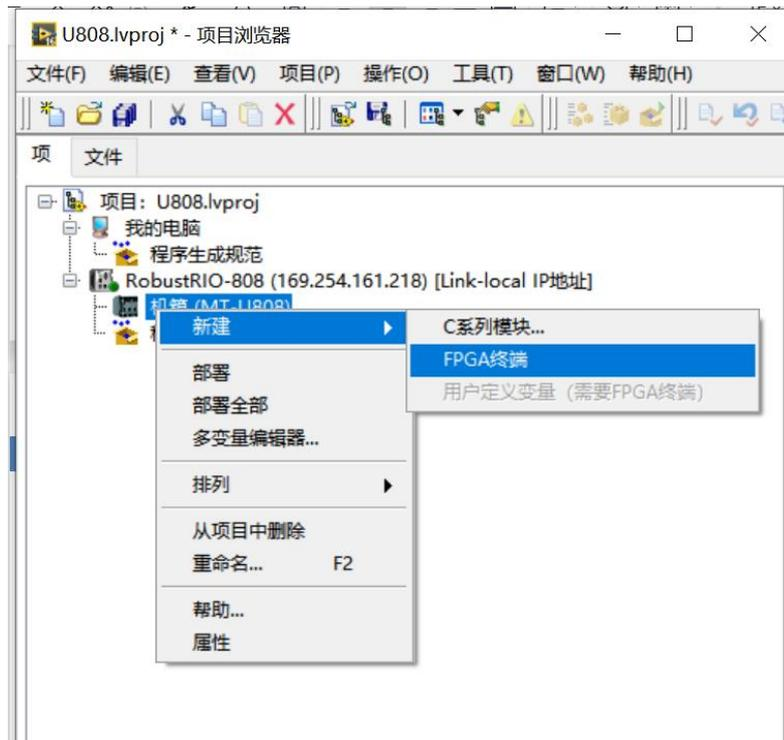 U808.lvproj * - 项目浏览器
文件(F) 编辑(E) 查看(V) 项目(P) 操作(O) 工具(T) 窗口(W) 帮助(H)
项 文件
项目：U808.lvproj
我的电脑
程序生成规范
RobustRIO-808 (169.254.161.218) [Link-local IP地址]
机箱 (MT-U808)
新建
C系列模块...
FPGA终端
用户定义变量（需要FPGA终端）
部署
部署全部
多变量编辑器...
排列
从项目中删除
重命名... F2
帮助...
属性